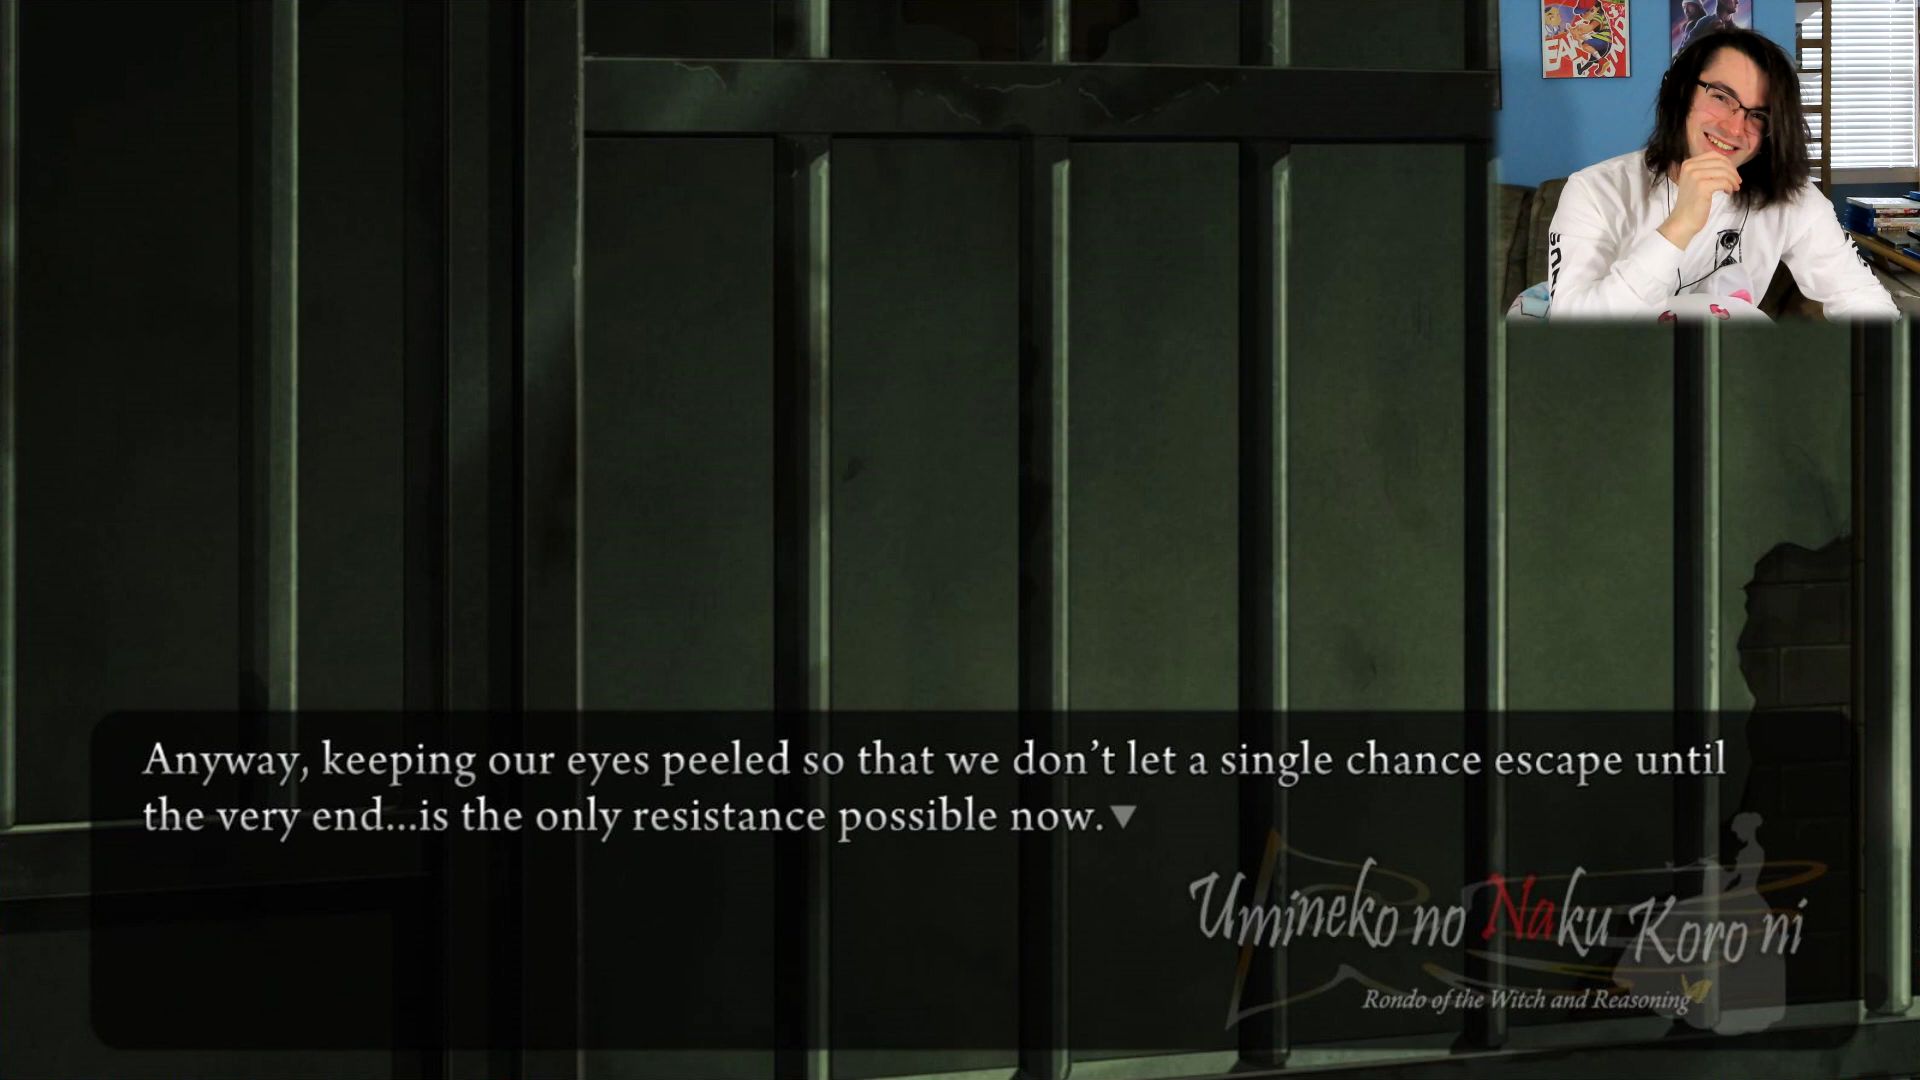 Anyway, keeping our eyes peeled so that we don't let a single chance escape until
the very end...is the only resistance possible now.
Umineko no Naku Koro ni
Rondo of the Witch and Reasoning